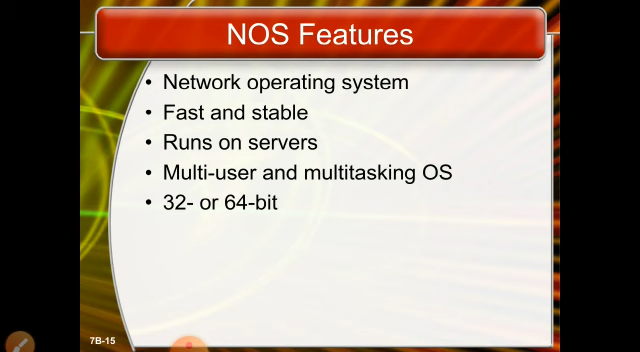 NOS Features
• Network operating system
• Fast and stable
• Runs on servers
• Multi-user and multitasking OS
• 32- or 64-bit
7B-15